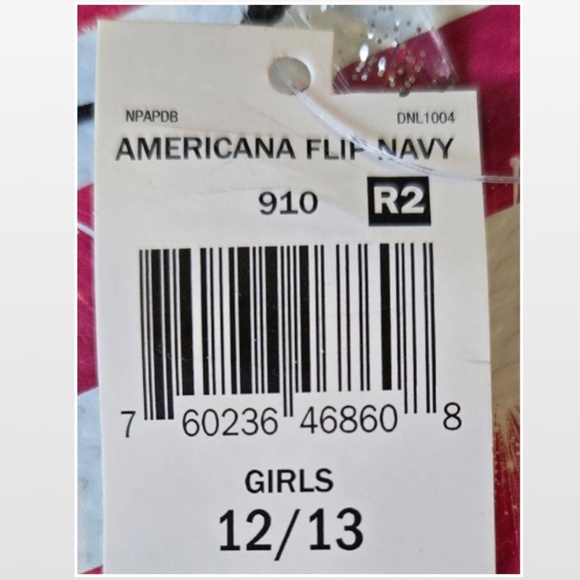 NPAPDB DNL1004
AMERICANA FLIP NAVY
910 R2
7 60236 46860 8
GIRLS
12/13